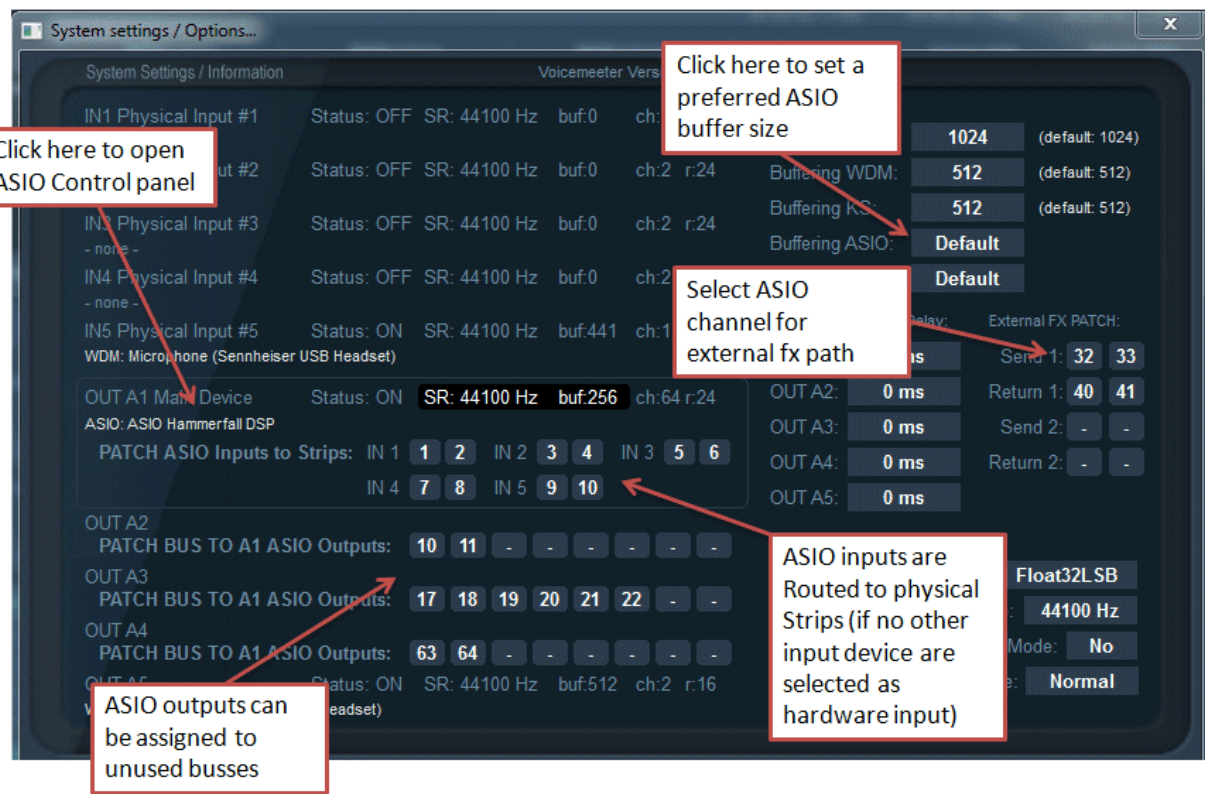 System settings / Options...
x
System Settings / Information
Voicemeeter Vers
IN1 Physical Input #1 Status: OFF SR: 44100 Hz buf:0 ch:
1024 (default: 1024)
ut #2 Status: OFF SR: 44100 Hz buf:0 ch:2 r:24
Buffering WDM: 512 (default: 512)
IN3 Physical Input #3 Status: OFF SR: 44100 Hz buf:0 ch:2 r:24
- none -
Buffering KS: 512 (default: 512)
Buffering ASIO: Default
IN4 Physical Input #4 Status: OFF SR: 44100 Hz buf:0 ch:2
- none -
Default
IN5 Physical Input #5 Status: ON SR: 44100 Hz buf:441 ch:1
WDM: Microphone (Sennheiser USB Headset)
Delay:
External FX PATCH:
Send 1: 32 33
OUT A1 Main Device Status: ON SR: 44100 Hz buf:256 ch:64 r:24
ASIO: ASIO Hammerfall DSP
OUT A2: 0 ms
Return 1: 40 41
PATCH ASIO Inputs to Strips: IN 1 1 2 IN 2 3 4 IN 3 5 6
IN 4 7 8 IN 5 9 10
OUT A3: 0 ms
Send 2: - -
OUT A4: 0 ms
Return 2: - -
OUT A5: 0 ms
OUT A2
PATCH BUS TO A1 ASIO Outputs: 10 11 - - - - - -
OUT A3
PATCH BUS TO A1 ASIO Outputs: 17 18 19 20 21 22 - -
OUT A4
PATCH BUS TO A1 ASIO Outputs: 63 64 - - - - - -
Status: ON SR: 44100 Hz buf:512 ch:2 r:16
eadset)
Float32LSB
44100 Hz
Mode: No
Normal
Click here to set a
preferred ASIO
buffer size
Click here to open
ASIO Control panel
Select ASIO
channel for
external fx path
ASIO inputs are
Routed to physical
Strips (if no other
input device are
selected as
hardware input)
ASIO outputs can
be assigned to
unused busses